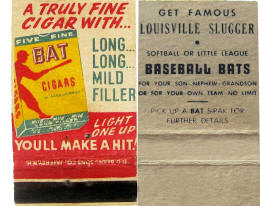 A TRULY FINE
CIGAR WITH...
FIVE FINE
BAT
CIGARS
LONG...
LONG...
MILD
FILLER
LIGHT
ONE UP
YOU'LL MAKE A HIT!
GET FAMOUS
LOUISVILLE SLUGGER
SOFTBALL OR LITTLE LEAGUE
BASEBALL BATS
FOR YOUR SON-NEPHEW-GRANDSON
OR FOR YOUR OWN TEAM-NO LIMIT
PICK UP A BAT 5-PAK FOR
FURTHER DETAILS